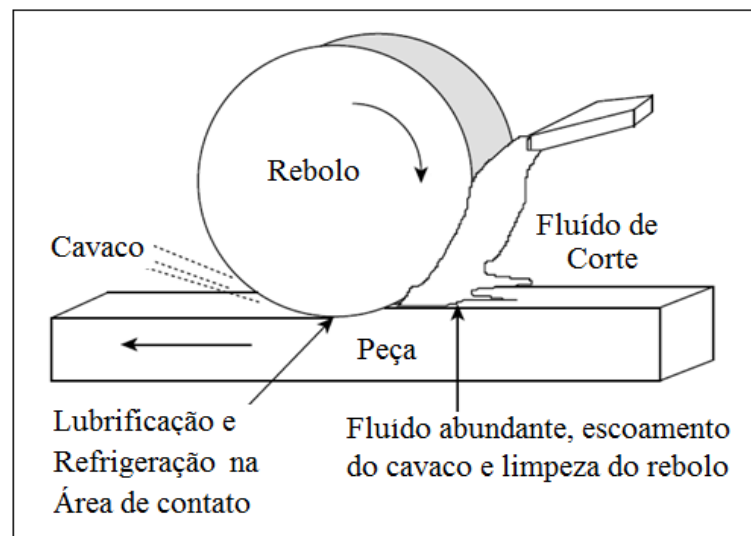 Rebolo
Cavaco
Fluído de
Corte
Peça
Lubrificação e
Refrigeração na
Área de contato
Fluído abundante, escoamento
do cavaco e limpeza do rebolo